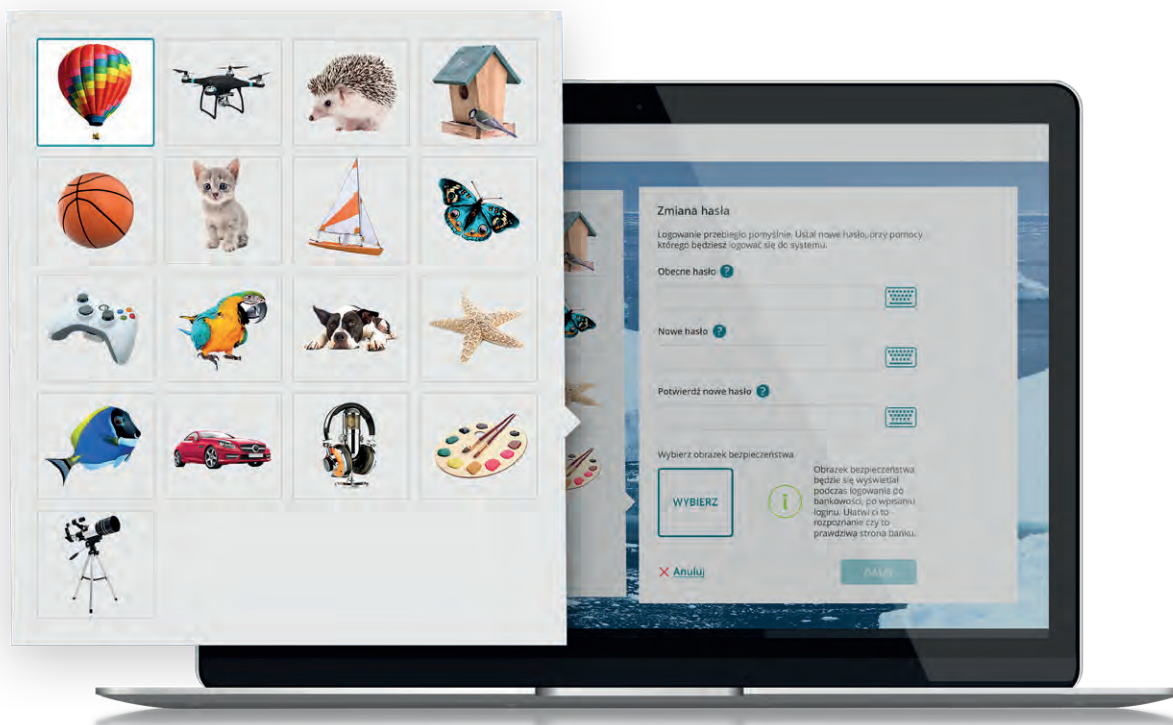 Zmiana hasła
Logowanie przebiegło pomyślnie. Ustal nowe hasło, przy pomocy
którego będziesz logować się do systemu.
Obecne hasło ?
Nowe hasło ?
Potwierdź nowe hasło ?
Wybierz obrazek bezpieczeństwa
WYBIERZ
i
Obrazek bezpieczeństwa
będzie się wyświetlał
podczas logowania do
bankowości, po wpisaniu
loginu. Ułatwi ci to
rozpoznanie czy to
prawdziwa strona banku.
Anuluj
DALEJ